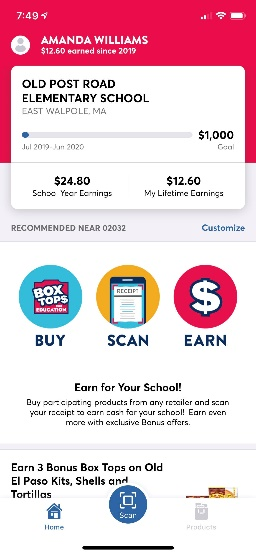 7:49
AMANDA WILLIAMS
$12.60 earned since 2019
OLD POST ROAD
ELEMENTARY SCHOOL
EAST WALPOLE, MA
$1,000
Jul 2019-Jun 2020
Goal
$24.80
$12.60
School Year Earnings
My Lifetime Earnings
RECOMMENDED NEAR 02032
Customize
BOX
TOPS
FOR
EDUCATION
RECEIPT
$
BUY
SCAN
EARN
Earn for Your School!
Buy participating products from any retailer and scan
your receipt to earn cash for your school! Earn even
more with exclusive Bonus offers.
Earn 3 Bonus Box Tops on Old
El Paso Kits, Shells and
Tortillas
Scan
Home
Products